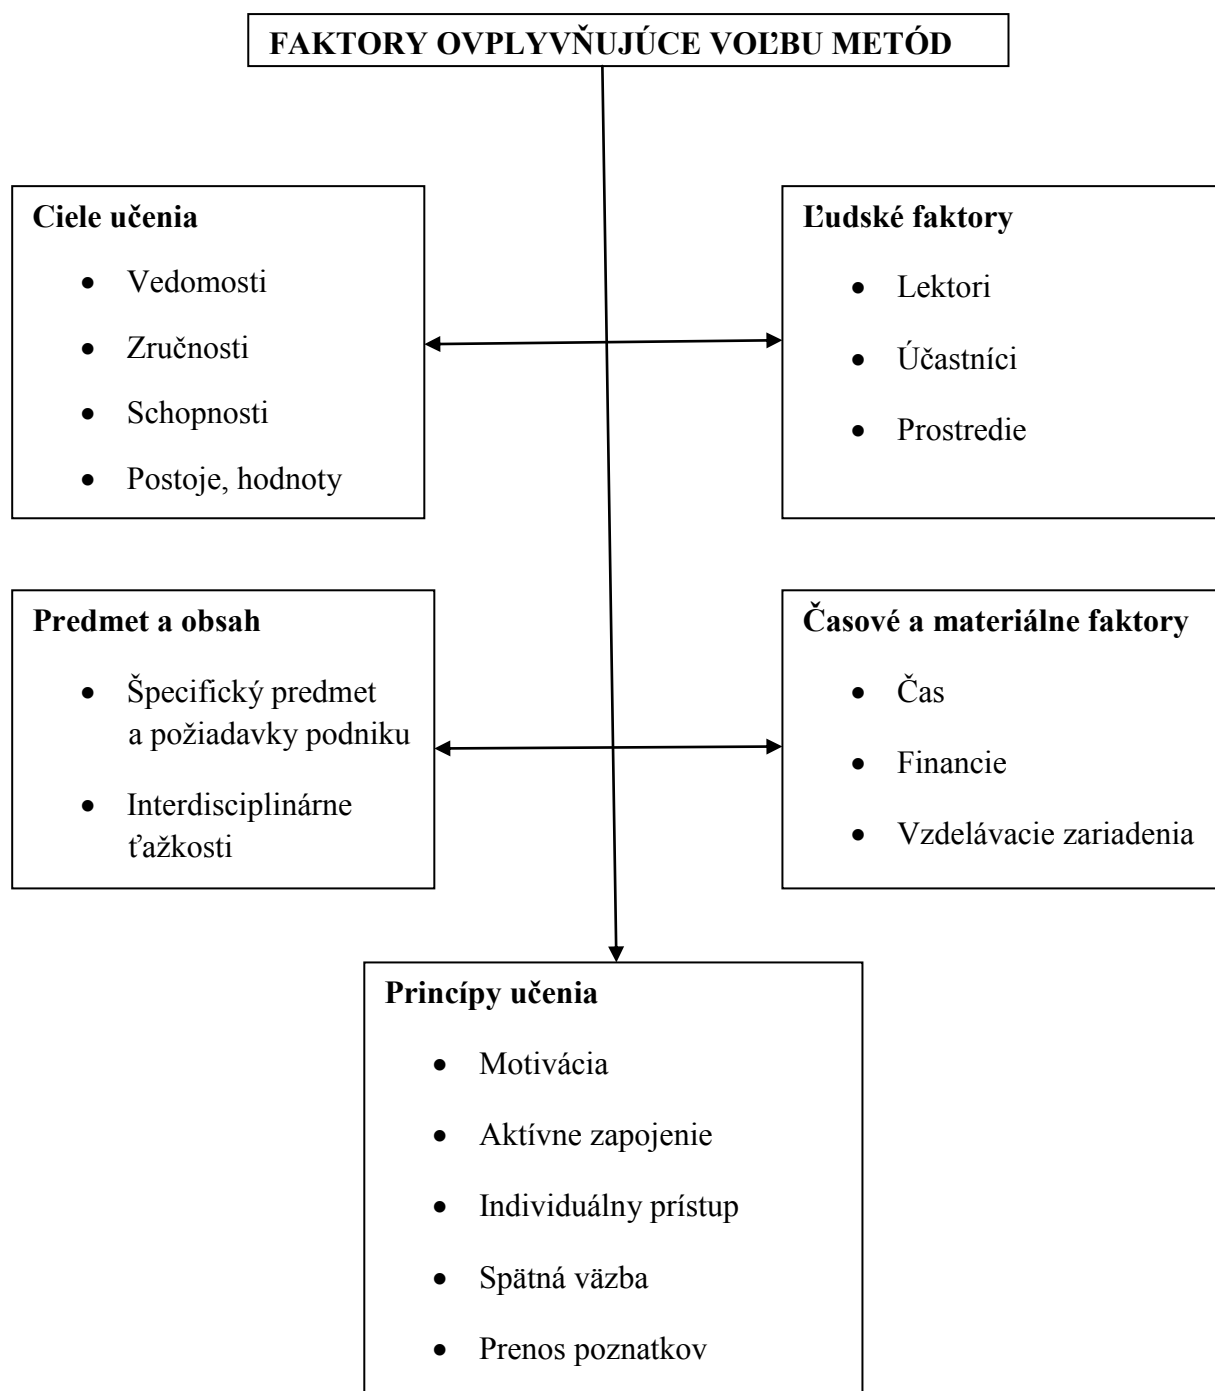 FAKTORY OVPLYVŇUJÚCE VOĽBU METÓD
Ciele učenia
• Vedomosti
• Zručnosti
• Schopnosti
• Postoje, hodnoty
Ľudské faktory
• Lektori
• Účastníci
• Prostredie
Predmet a obsah
• Špecifický predmet
a požiadavky podniku
• Interdisciplinárne
ťažkosti
Časové a materiálne faktory
• Čas
• Financie
• Vzdelávacie zariadenia
Princípy učenia
• Motivácia
• Aktívne zapojenie
• Individuálny prístup
• Spätná väzba
• Prenos poznatkov